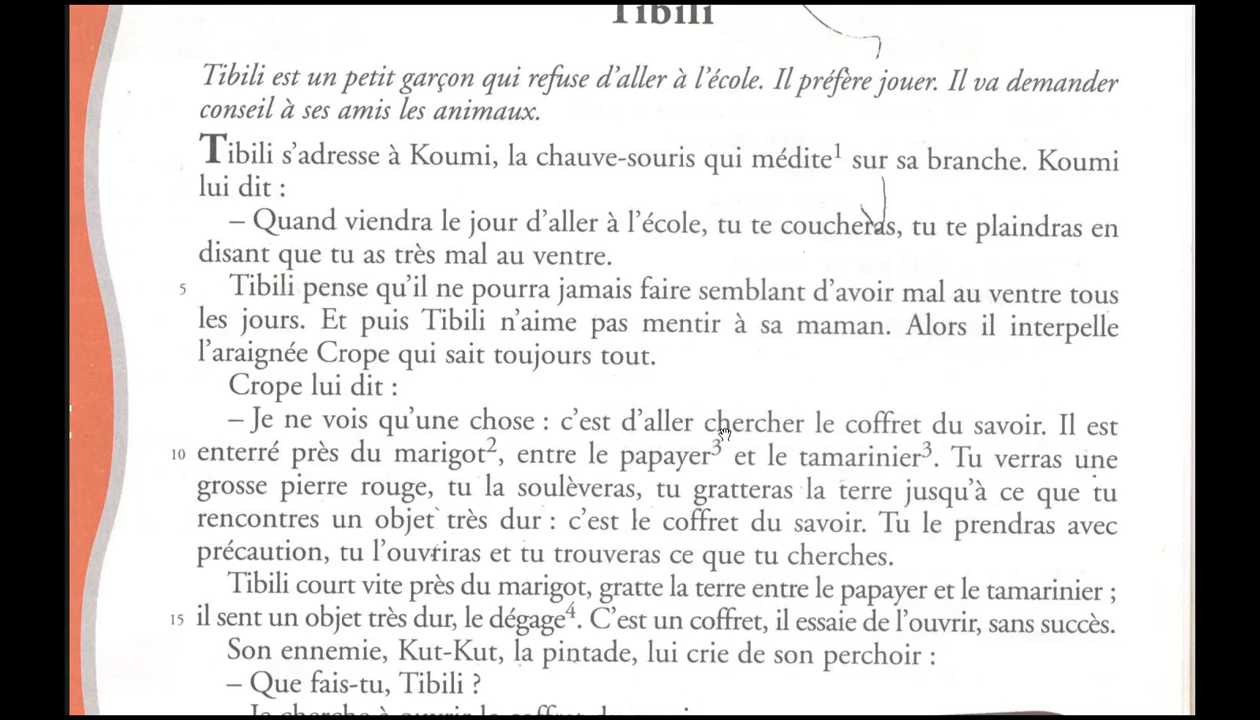 Tibili
Tibili est un petit garçon qui refuse d'aller à l'école. Il préfère jouer. Il va demander
conseil à ses amis les animaux.
Tibili s'adresse à Koumi, la chauve-souris qui médite¹ sur sa branche. Koumi
lui dit :
– Quand viendra le jour d'aller à l'école, tu te coucheras, tu te plaindras en
disant que tu as très mal au ventre.
5 Tibili pense qu'il ne pourra jamais faire semblant d'avoir mal au ventre tous
les jours. Et puis Tibili n'aime pas mentir à sa maman. Alors il interpelle
l'araignée Crope qui sait toujours tout.
Crope lui dit :
– Je ne vois qu'une chose : c'est d'aller chercher le coffret du savoir. Il est
10 enterré près du marigot², entre le papayer³ et le tamarinier³. Tu verras une
grosse pierre rouge, tu la soulèveras, tu gratteras la terre jusqu'à ce que tu
rencontres un objet très dur : c'est le coffret du savoir. Tu le prendras avec
précaution, tu l'ouvriras et tu trouveras ce que tu cherches.
Tibili court vite près du marigot, gratte la terre entre le papayer et le tamarinier ;
15 il sent un objet très dur, le dégage⁴. C'est un coffret, il essaie de l'ouvrir, sans succès.
Son ennemie, Kut-Kut, la pintade, lui crie de son perchoir :
– Que fais-tu, Tibili ?